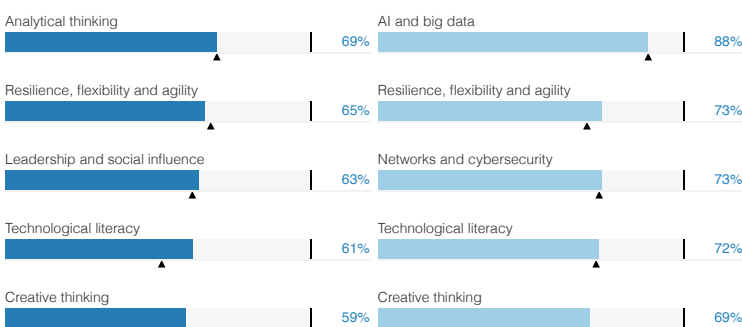 Analytical thinking
69%
Resilience, flexibility and agility
65%
Leadership and social influence
63%
Technological literacy
61%
Creative thinking
59%
AI and big data
88%
Resilience, flexibility and agility
73%
Networks and cybersecurity
73%
Technological literacy
72%
Creative thinking
69%